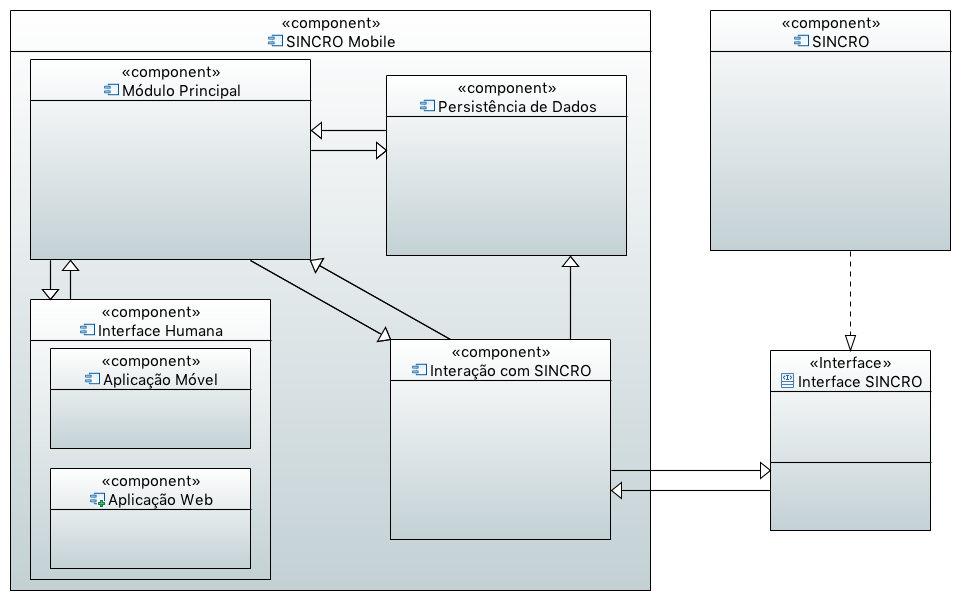 «component»
SINCRO Mobile
«component»
Módulo Principal
«component»
Persistência de Dados
«component»
Interface Humana
«component»
Aplicação Móvel
«component»
Aplicação Web
«component»
Interação com SINCRO
«component»
SINCRO
«Interface»
Interface SINCRO